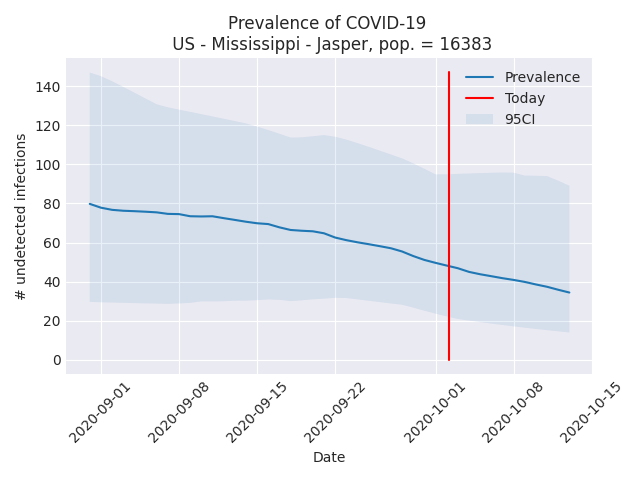 Prevalence of COVID-19
US - Mississippi - Jasper, pop. = 16383
Prevalence
Today
95CI
# undetected infections
140
120
100
80
60
40
20
0
2020-09-01
2020-09-08
2020-09-15
2020-09-22
2020-10-01
2020-10-08
2020-10-15
Date